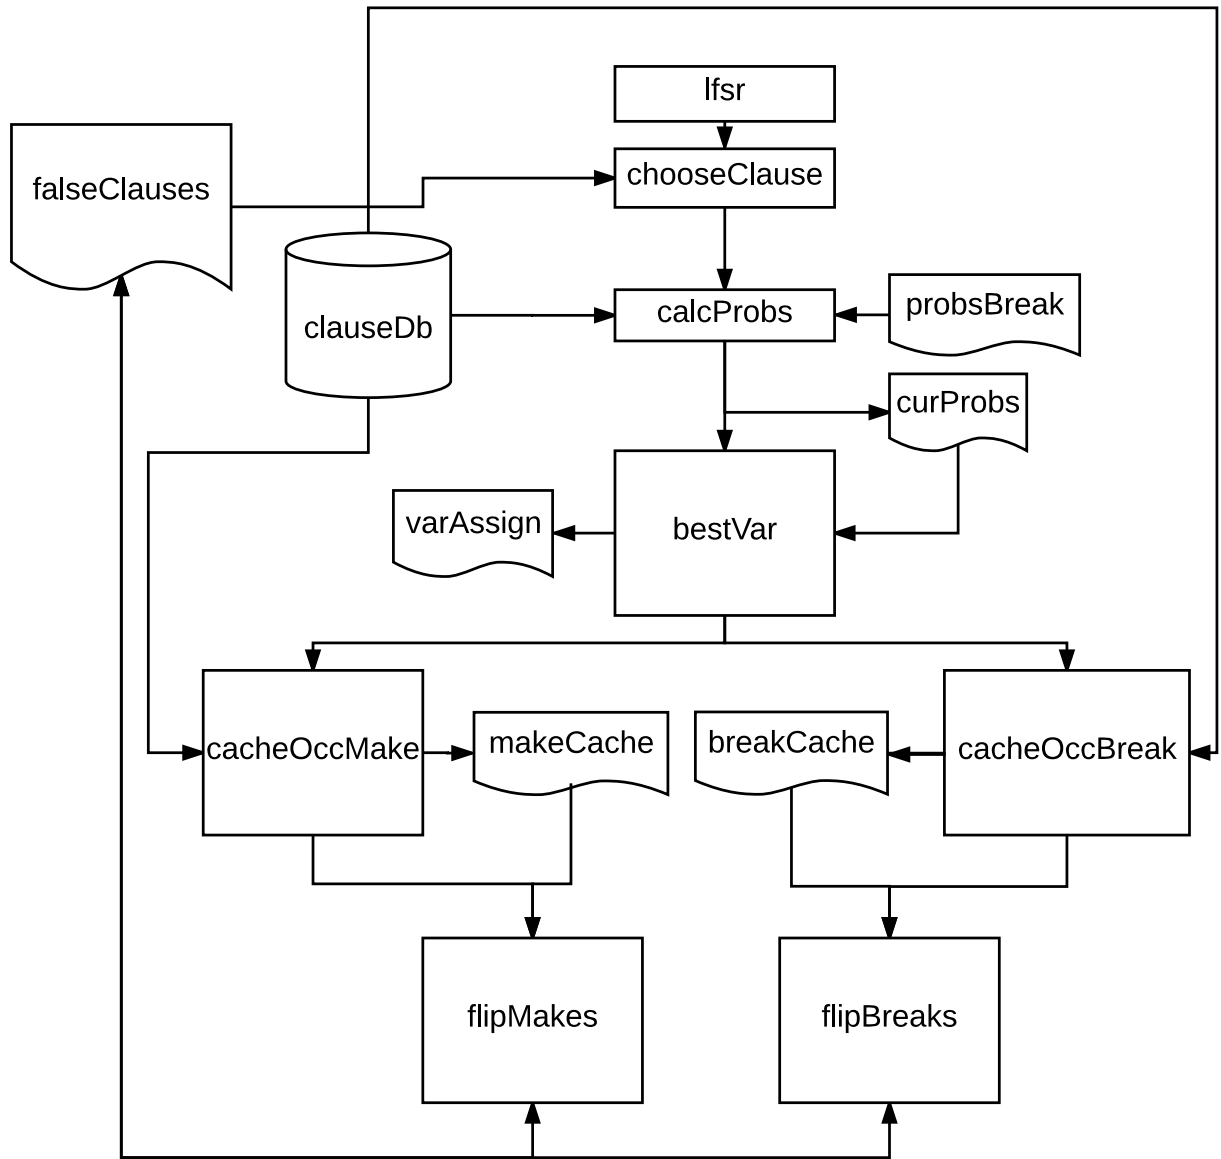 lfsr
chooseClause
falseClauses
clauseDb
calcProbs
probsBreak
curProbs
varAssign
bestVar
cacheOccMake
makeCache
breakCache
cacheOccBreak
flipMakes
flipBreaks